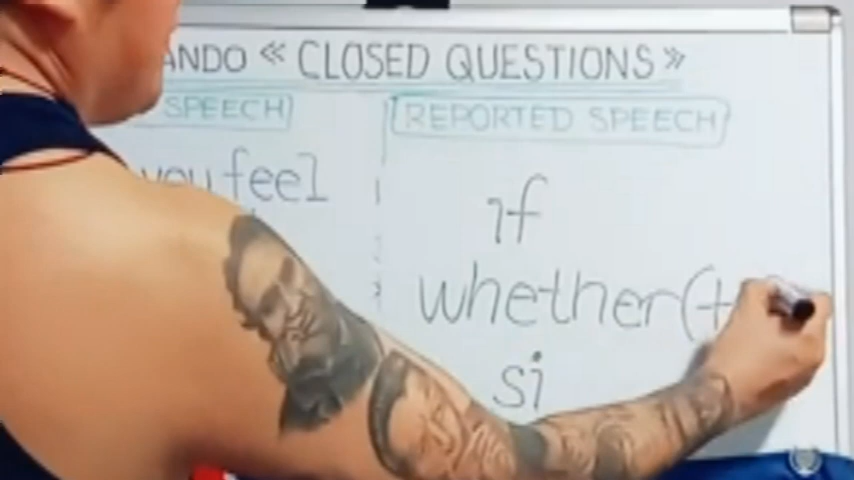 ANDO « CLOSED QUESTIONS »
SPEECH
REPORTED SPEECH
you feel
if
whether (+
si